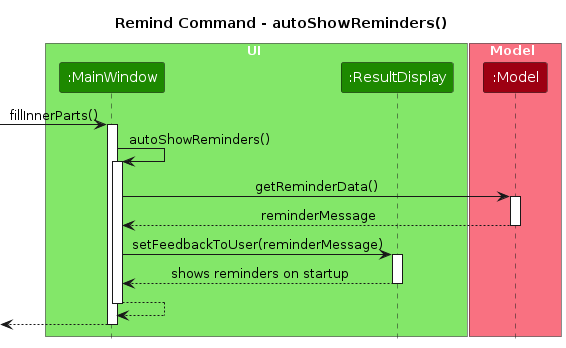 Remind Command - autoShowReminders()
UI
Model
:MainWindow
:ResultDisplay
:Model
fillInnerParts()
autoShowReminders()
getReminderData()
reminderMessage
setFeedbackToUser(reminderMessage)
shows reminders on startup